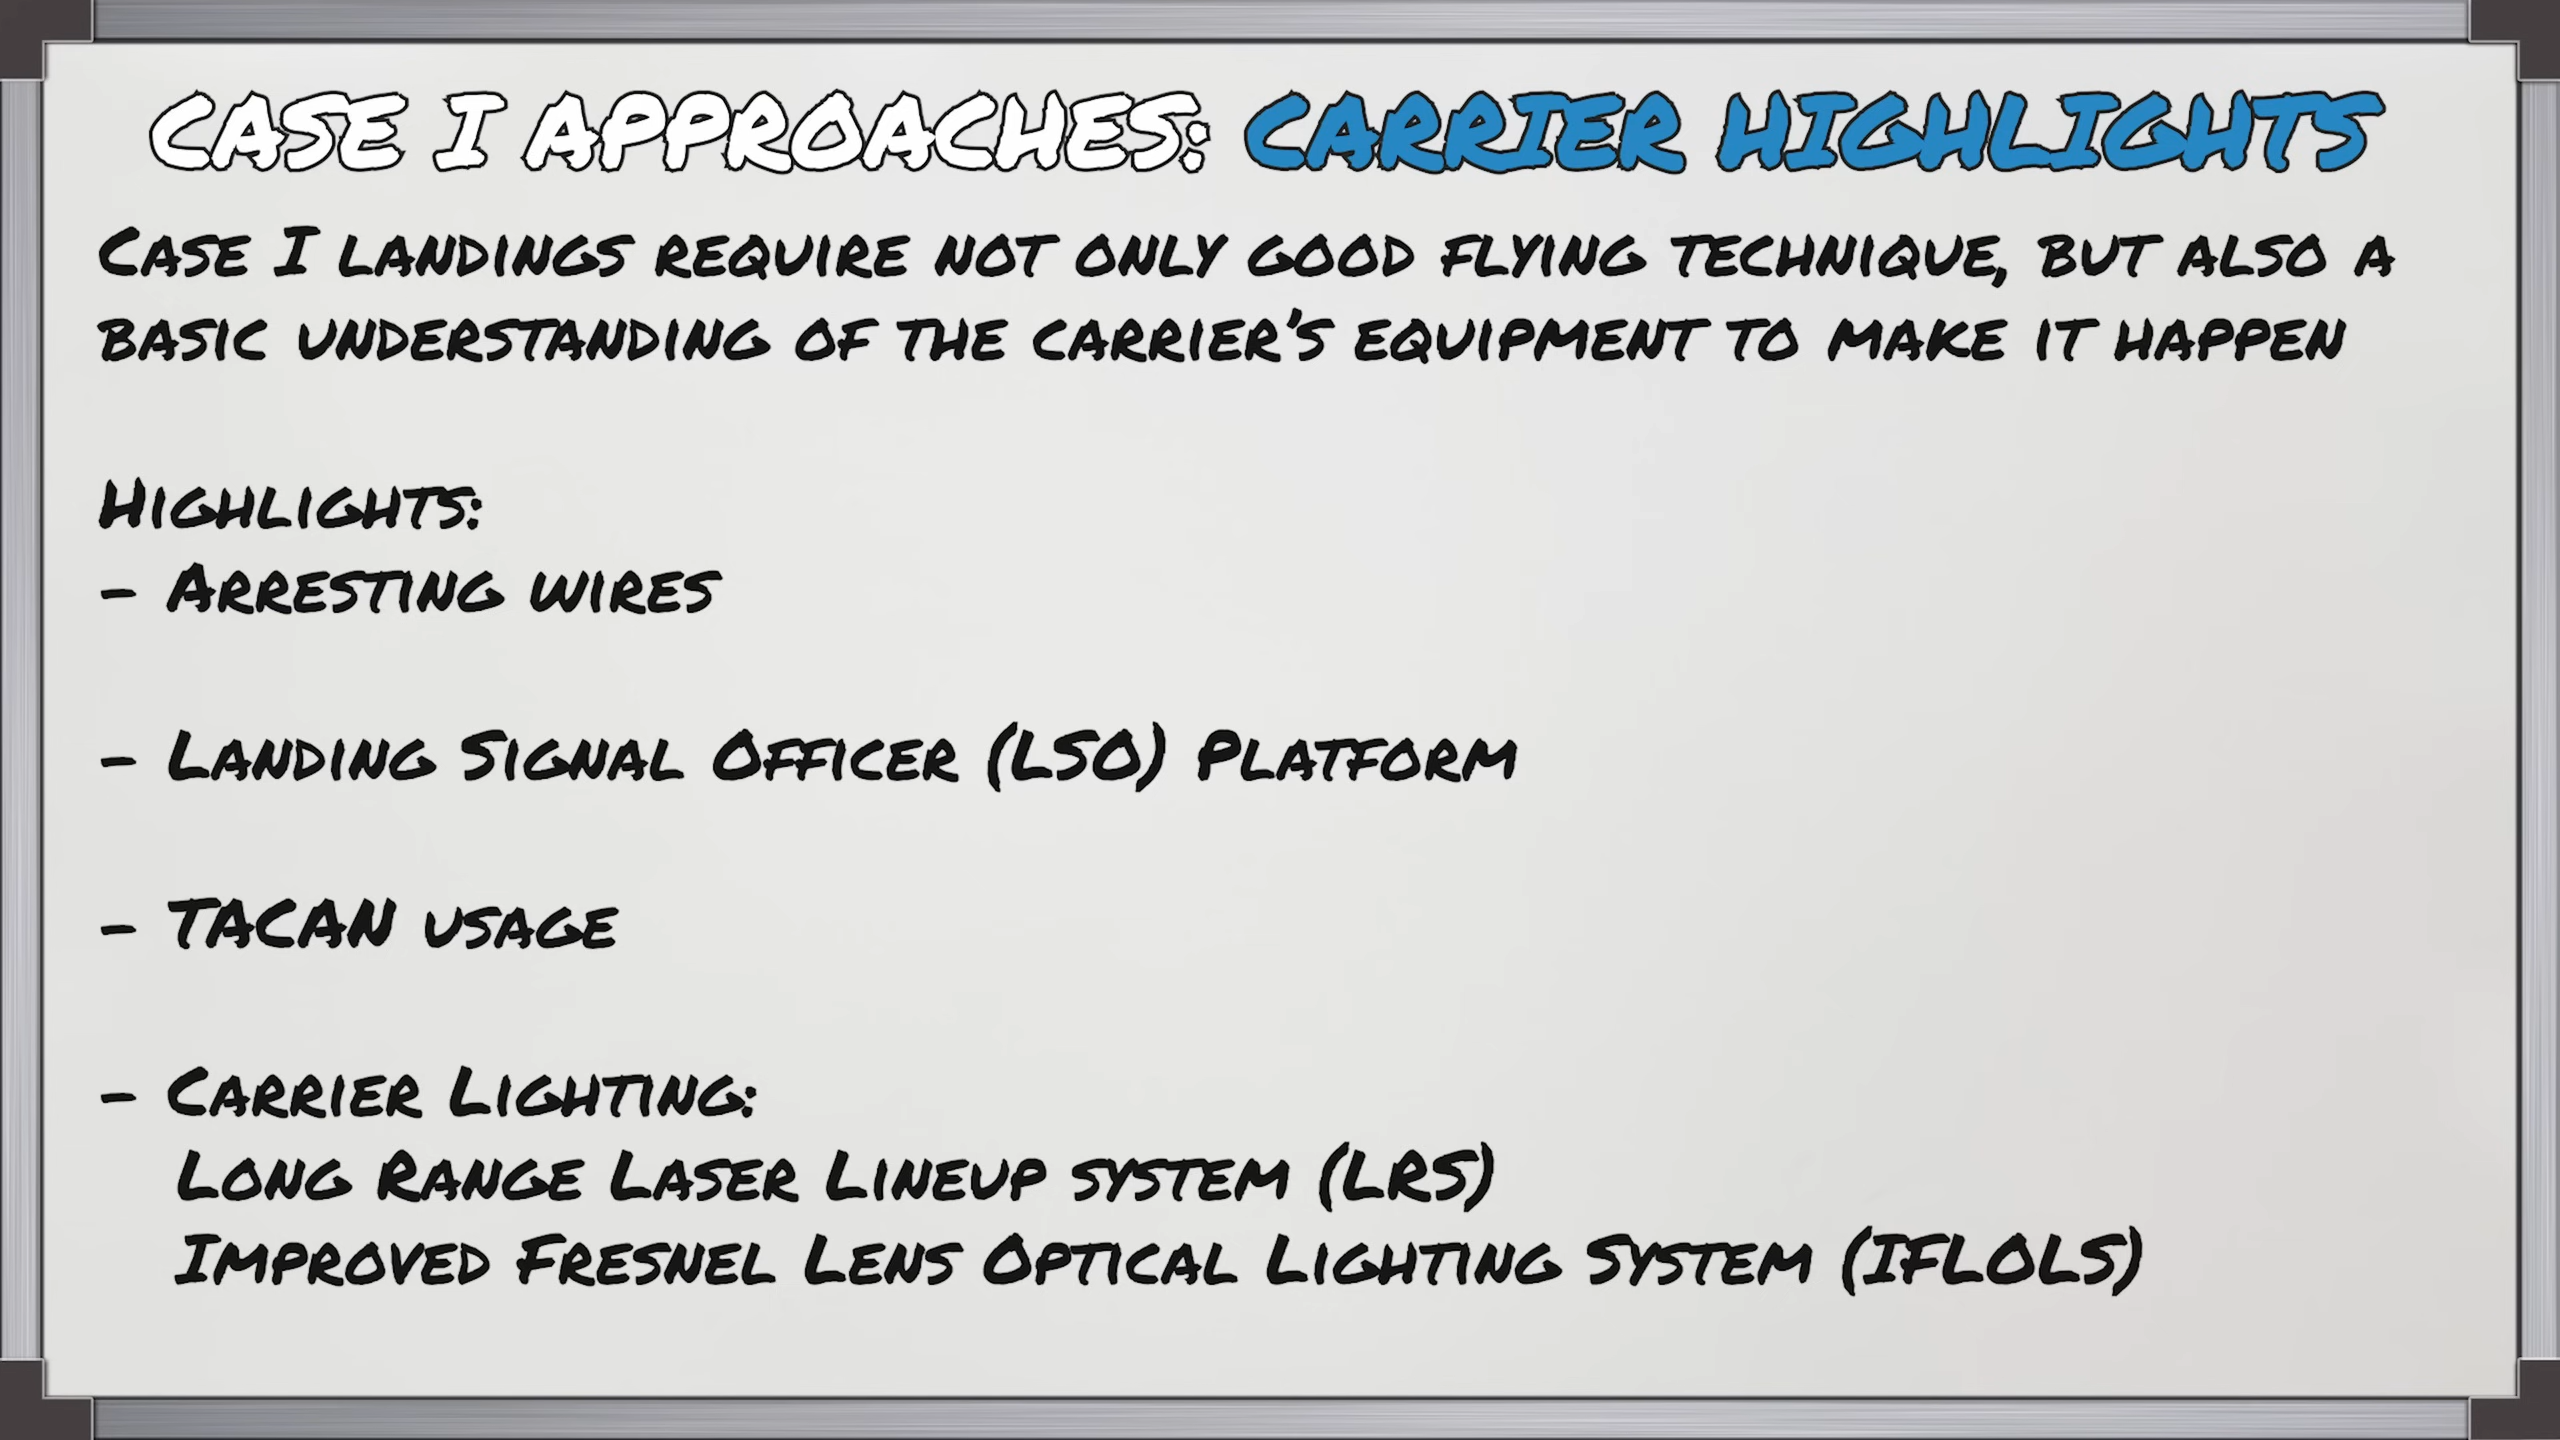 CASE I APPROACHES: CARRIER HIGHLIGHTS
Case I landings require not only good flying technique, but also a
basic understanding of the carrier's equipment to make it happen
Highlights:
- Arresting wires
- Landing Signal Officer (LSO) Platform
- TACAN usage
- Carrier Lighting:
Long Range Laser Lineup system (LRS)
Improved Fresnel Lens Optical Lighting System (IFLOLS)